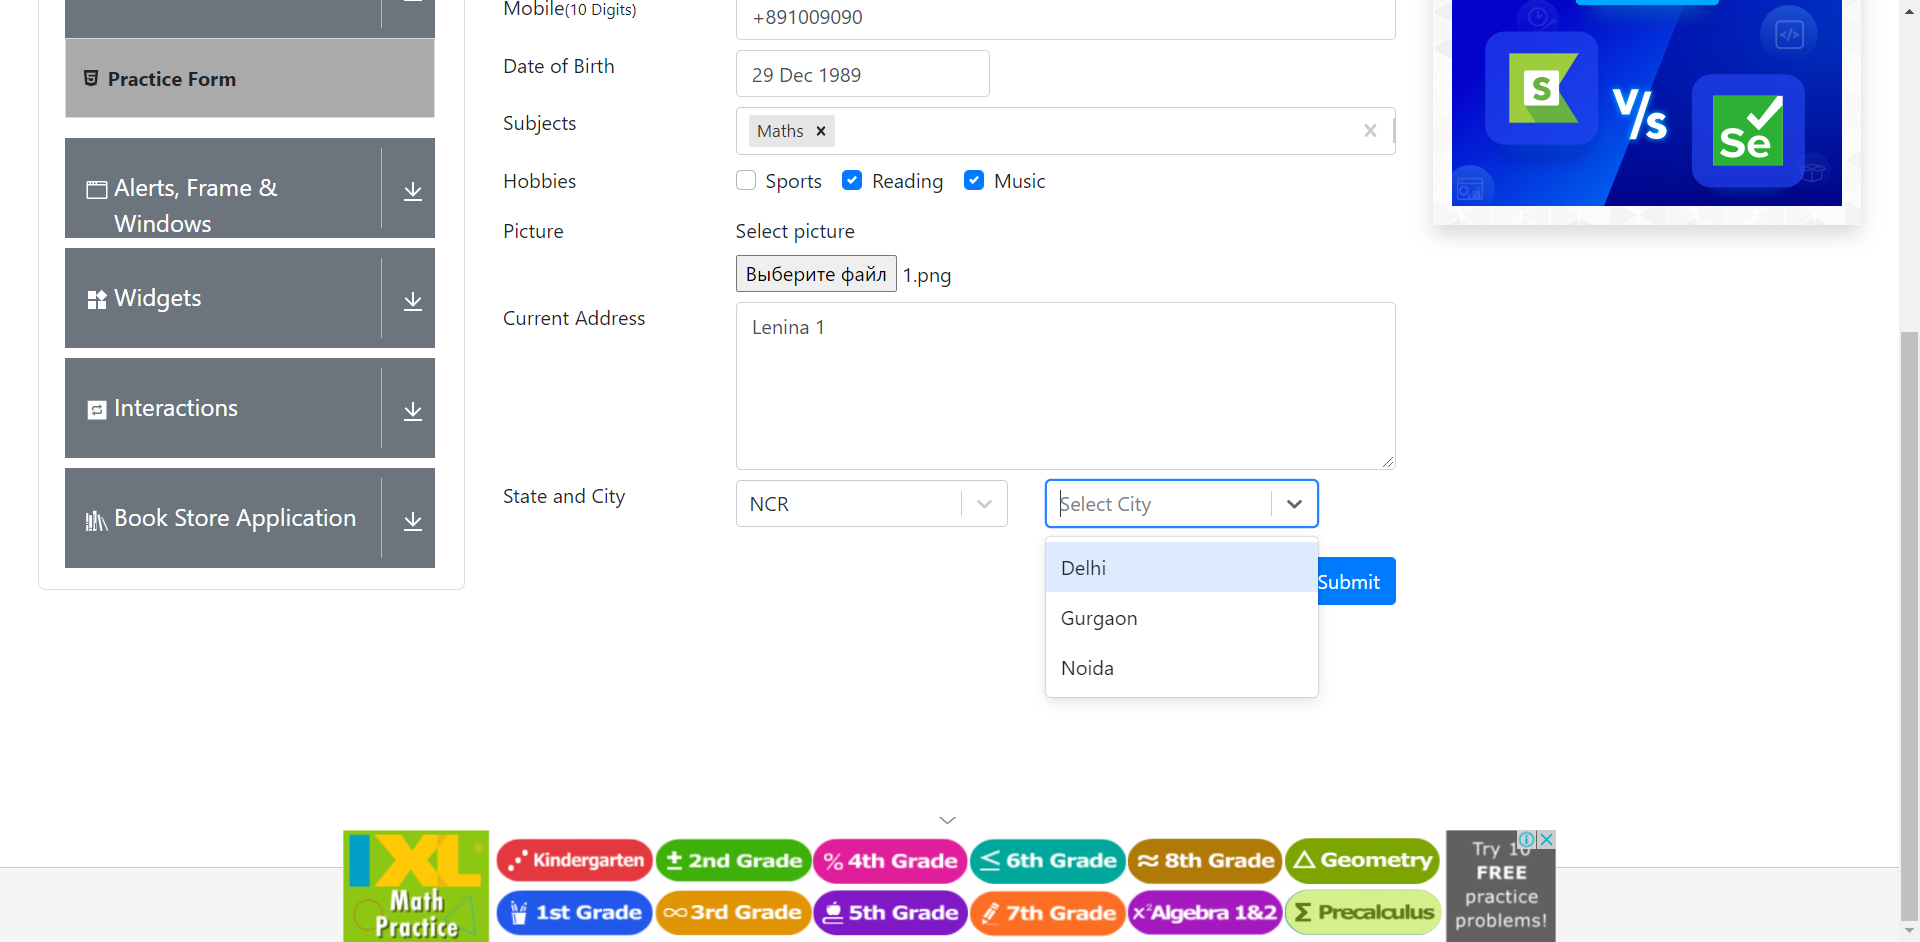 Practice Form
Alerts, Frame &
Windows
Widgets
Interactions
Book Store Application
Mobile(10 Digits)
+891009090
Date of Birth
29 Dec 1989
Subjects
Maths ×
Hobbies
Sports
Reading
Music
Picture
Select picture
Выберите файл 1.png
Current Address
Lenina 1
State and City
NCR
Select City
Delhi
Gurgaon
Noida
Submit
S
V/s
Se
IXL®
Math
Practice
Kindergarten
± 2nd Grade
% 4th Grade
≤ 6th Grade
≈ 8th Grade
△ Geometry
1st Grade
∞ 3rd Grade
5th Grade
7th Grade
x² Algebra 1&2
Σ Precalculus
Try 10
FREE
practice
problems!